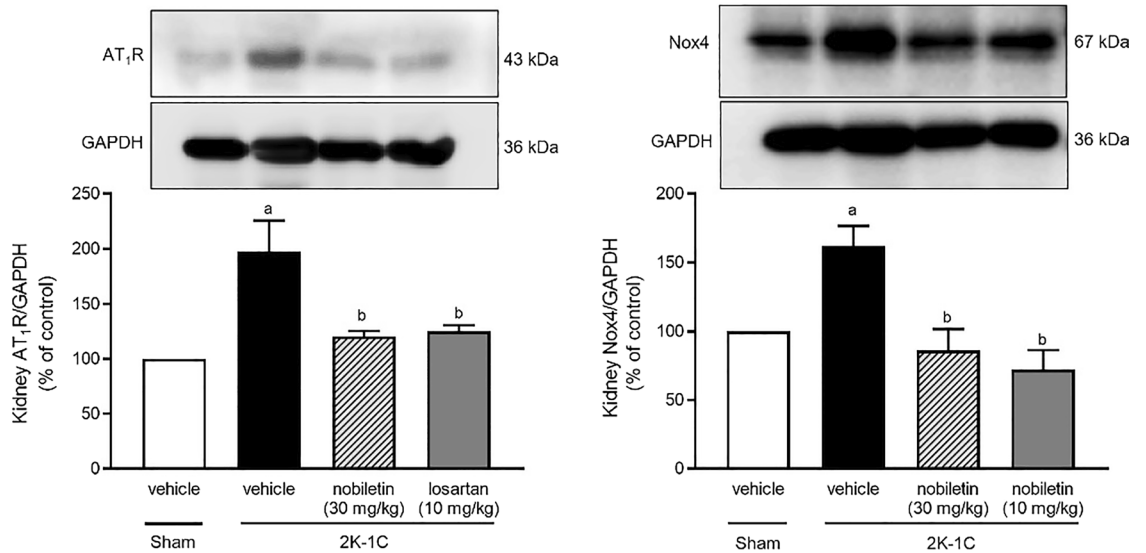 AT₁R
43 kDa
GAPDH
36 kDa
Kidney AT₁R/GAPDH
(% of control)
250
200
150
100
50
0
a
b
b
vehicle
vehicle
nobiletin
(30 mg/kg)
losartan
(10 mg/kg)
Sham
2K-1C
Nox4
67 kDa
GAPDH
36 kDa
Kidney Nox4/GAPDH
(% of control)
200
150
100
50
0
a
b
b
vehicle
vehicle
nobiletin
(30 mg/kg)
nobiletin
(10 mg/kg)
Sham
2K-1C